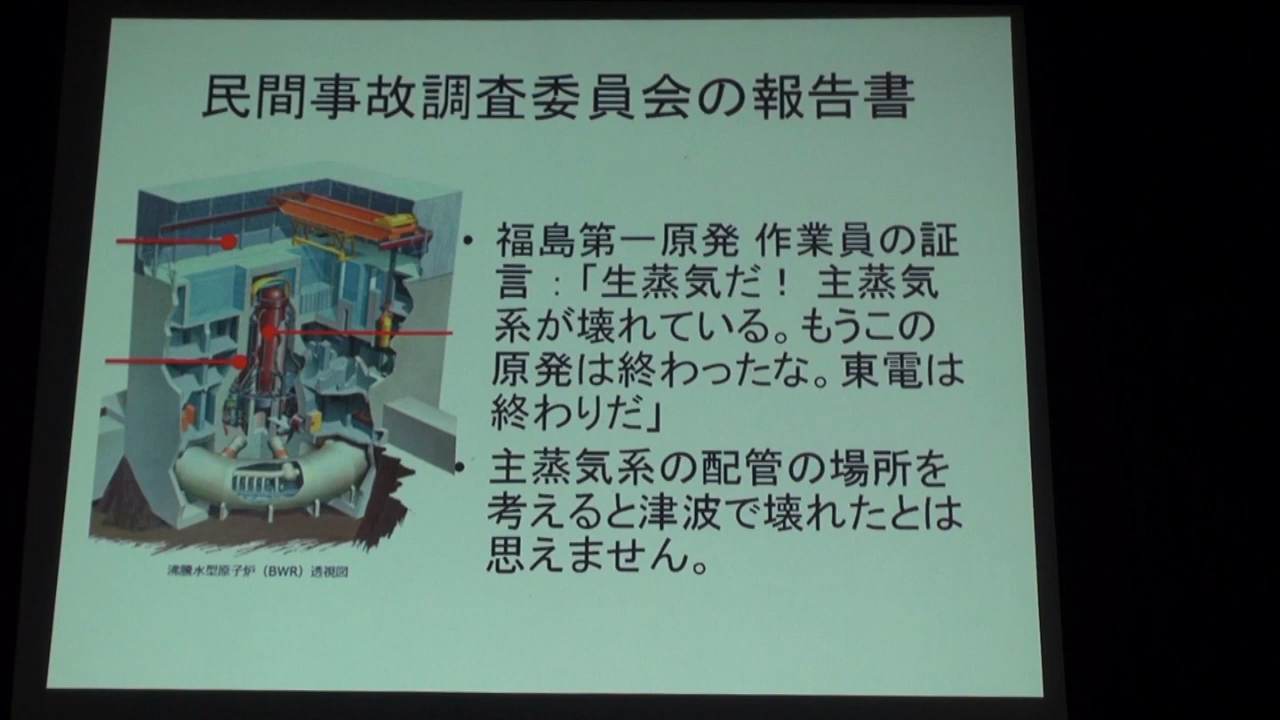 民間事故調査委員会の報告書
• 福島第一原発 作業員の証
言：「生蒸気だ！ 主蒸気
系が壊れている。もうこの
原発は終わったな。東電は
終わりだ」
• 主蒸気系の配管の場所を
考えると津波で壊れたとは
思えません。
沸騰水型原子炉（BWR）透視図